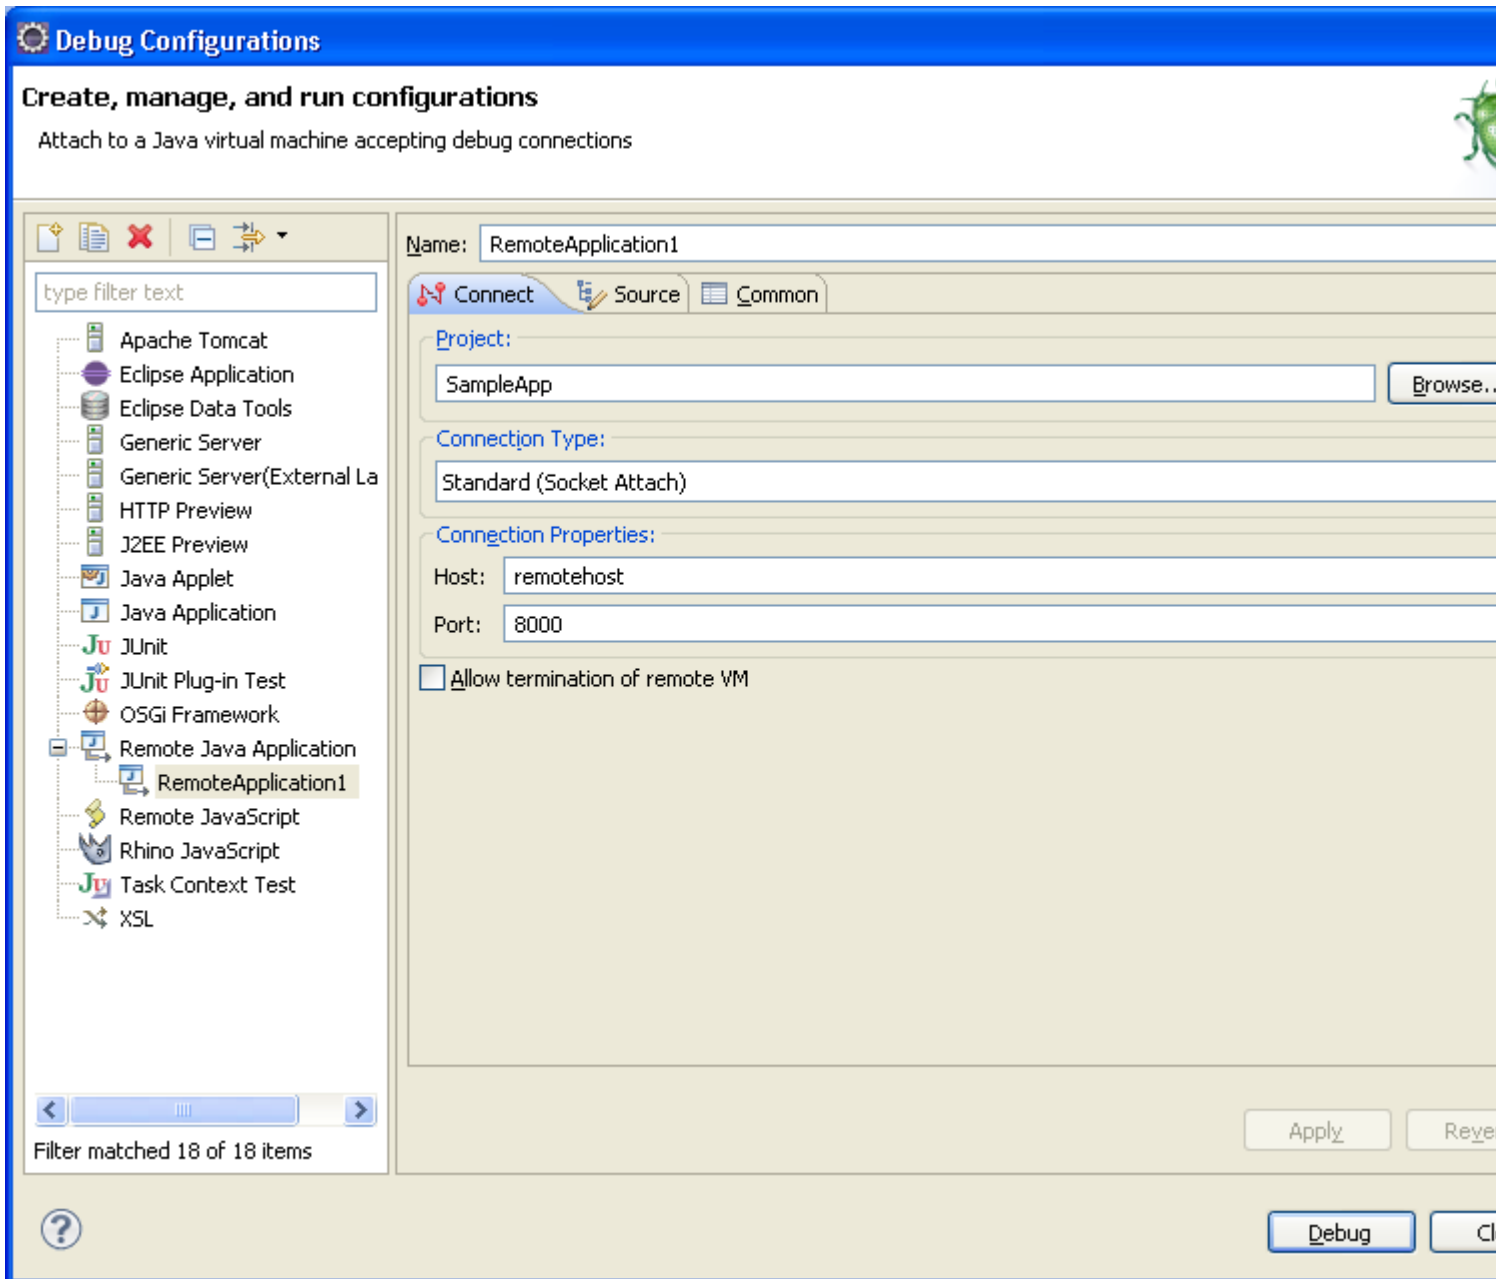 Debug Configurations
Create, manage, and run configurations
Attach to a Java virtual machine accepting debug connections
type filter text
Apache Tomcat
Eclipse Application
Eclipse Data Tools
Generic Server
Generic Server(External La
HTTP Preview
J2EE Preview
Java Applet
Java Application
JUnit
JUnit Plug-in Test
OSGi Framework
Remote Java Application
RemoteApplication1
Remote JavaScript
Rhino JavaScript
Task Context Test
XSL
Filter matched 18 of 18 items
Name: RemoteApplication1
Connect Source Common
Project:
SampleApp Browse..
Connection Type:
Standard (Socket Attach)
Connection Properties:
Host: remotehost
Port: 8000
Allow termination of remote VM
Apply Reve
Debug Cl